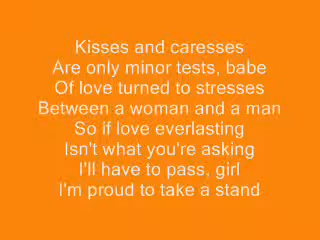 Kisses and caresses
Are only minor tests, babe
Of love turned to stresses
Between a woman and a man
So if love everlasting
Isn't what you're asking
I'll have to pass, girl
I'm proud to take a stand